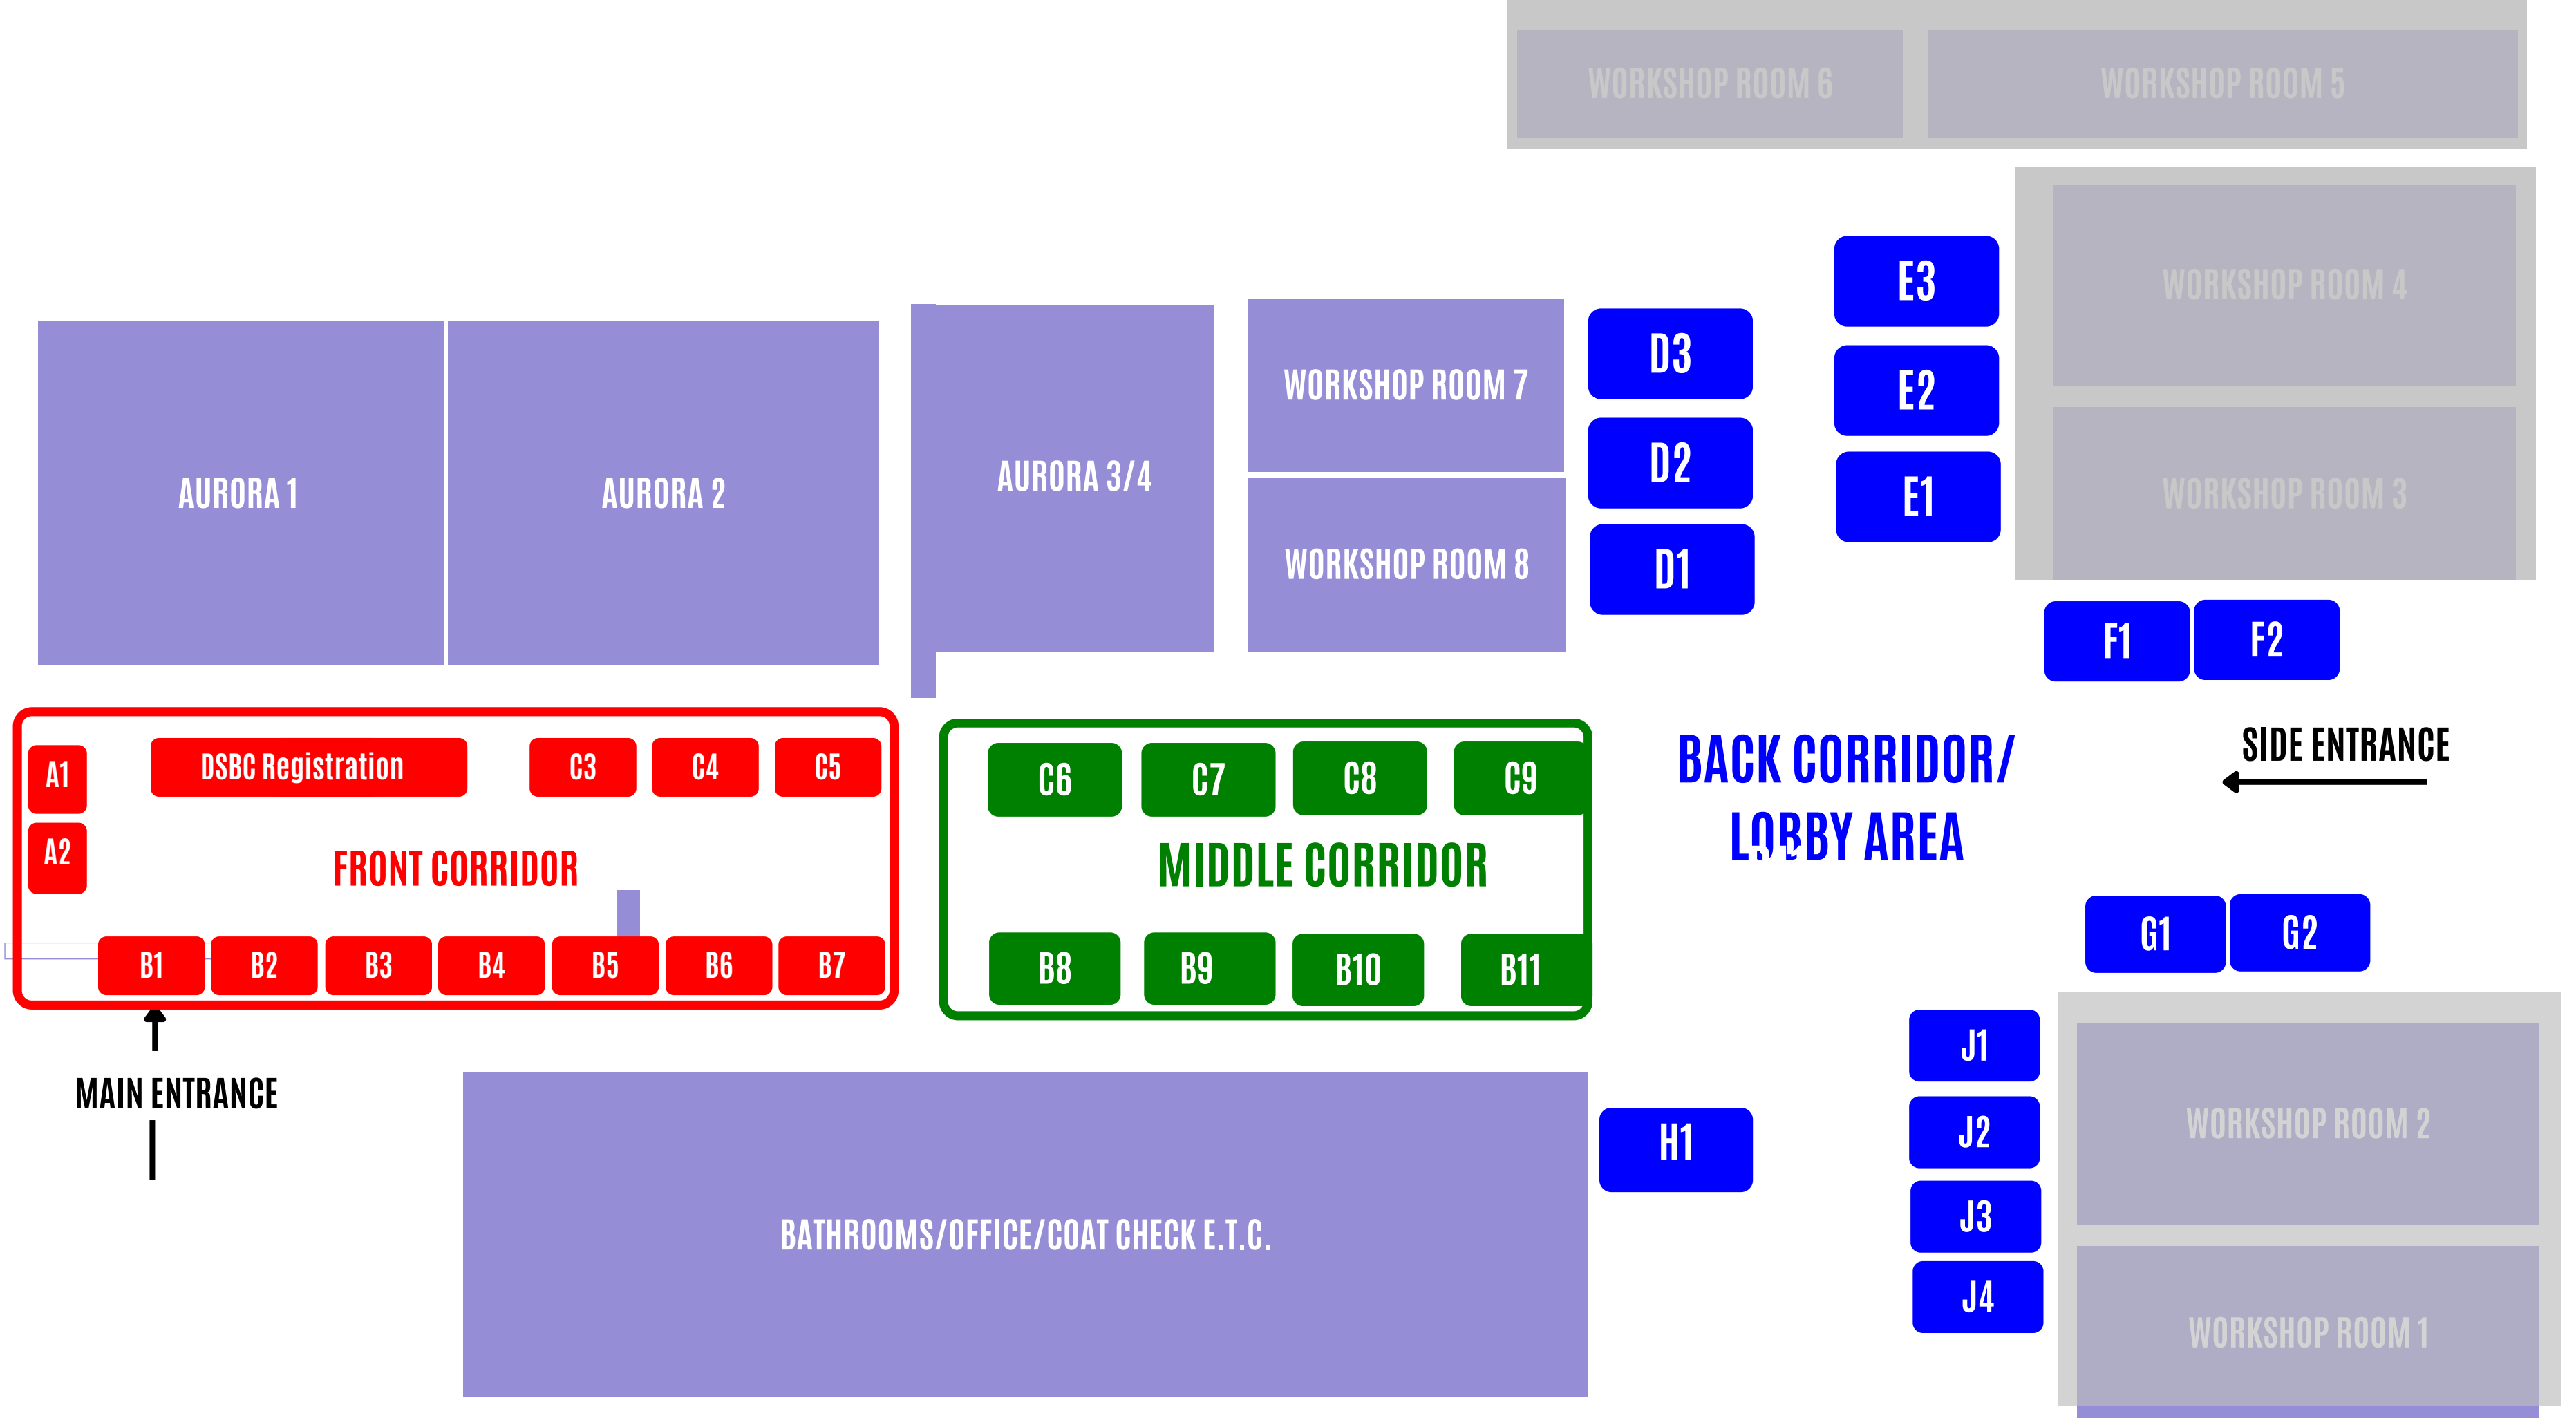 WORKSHOP ROOM 6
WORKSHOP ROOM 5
WORKSHOP ROOM 4
E3
D3
WORKSHOP ROOM 7
E2
AURORA 1
AURORA 2
AURORA 3/4
D2
E1
WORKSHOP ROOM 3
WORKSHOP ROOM 8
D1
F1
F2
A1
DSBC Registration
C3
C4
C5
C6
C7
C8
C9
BACK CORRIDOR/
LOBBY AREA
SIDE ENTRANCE
A2
FRONT CORRIDOR
MIDDLE CORRIDOR
B1
B2
B3
B4
B5
B6
B7
B8
B9
B10
B11
G1
G2
MAIN ENTRANCE
J1
H1
J2
WORKSHOP ROOM 2
J3
BATHROOMS/OFFICE/COAT CHECK E.T.C.
J4
WORKSHOP ROOM 1